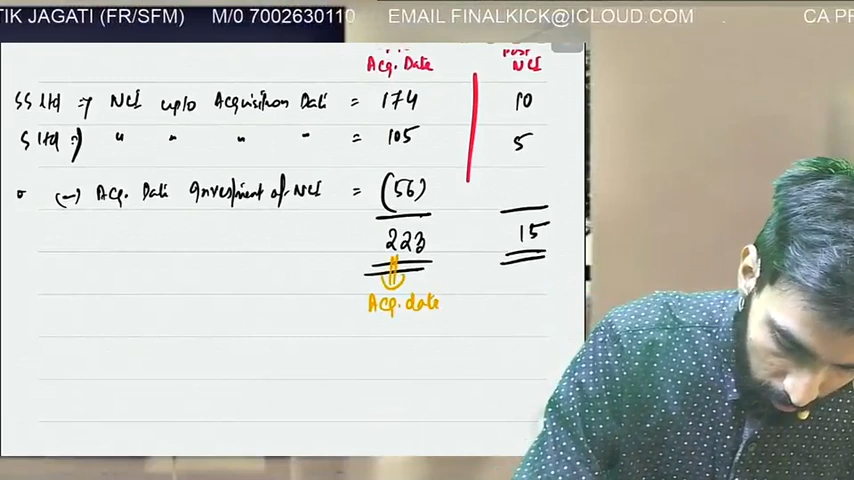 TIK JAGATI (FR/SFM) M/0 7002630110 EMAIL FINALKICK@ICLOUD.COM . CA PR
Acq. Date Post NCI
SS ltd => NCI upto Acquisition Date = 174 10
S ltd => " " " " = 105 5
(-) Acq. Date Investment of NCI = (56)
223 15
Acq. date